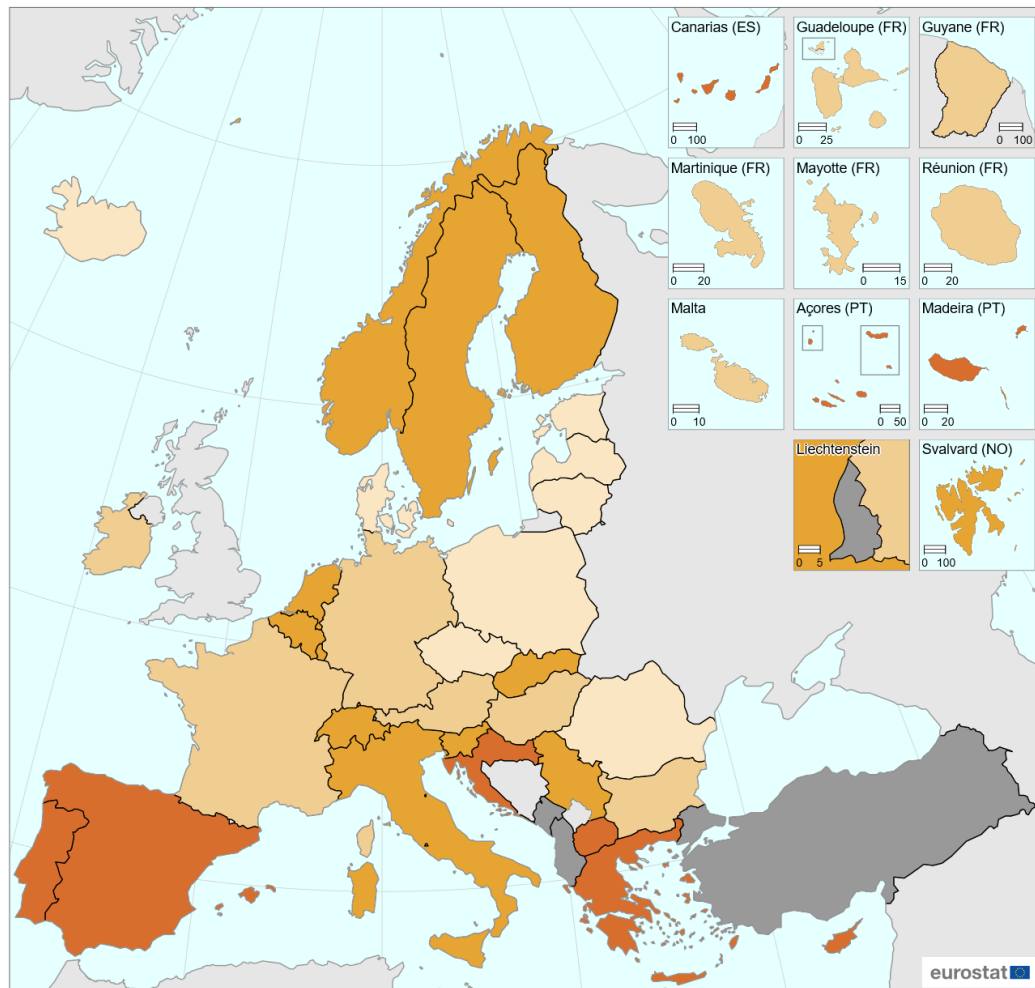 Canarias (ES)
0 100
Guadeloupe (FR)
0 25
Guyane (FR)
0 100
Martinique (FR)
0 20
Mayotte (FR)
0 15
Réunion (FR)
0 20
Malta
0 10
Açores (PT)
0 50
Madeira (PT)
0 20
Liechtenstein
0 5
Svalvard (NO)
0 100
eurostat